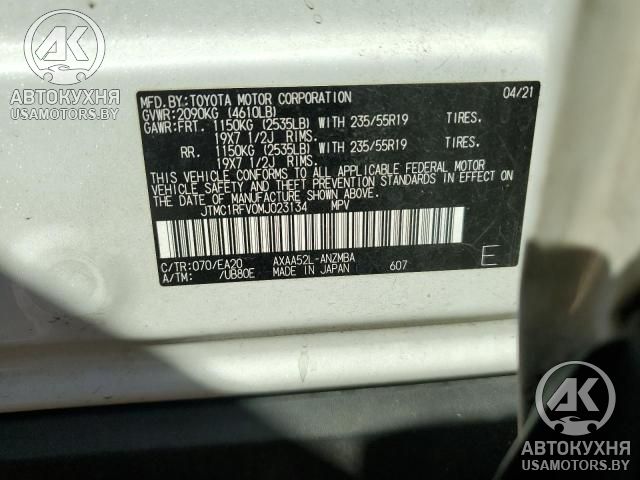 АК
АВТОКУХНЯ
USAMOTORS.BY
MFD.BY:TOYOTA MOTOR CORPORATION 04/21
GVWR:2090KG (4610LB)
GAWR:FRT. 1150KG (2535LB) WITH 235/55R19 TIRES.
19X7 1/2J RIMS.
RR. 1150KG (2535LB) WITH 235/55R19 TIRES.
19X7 1/2J RIMS.
THIS VEHICLE CONFORMS TO ALL APPLICABLE FEDERAL MOTOR
VEHICLE SAFETY AND THEFT PREVENTION STANDARDS IN EFFECT ON
THE DATE OF MANUFACTURE SHOWN ABOVE.
JTMC1RFV0MJ023134 MPV
C/TR:070/EA20 AXAA52L-ANZMBA
A/TM: /UB80E MADE IN JAPAN 607
E
АК
АВТОКУХНЯ
USAMOTORS.BY